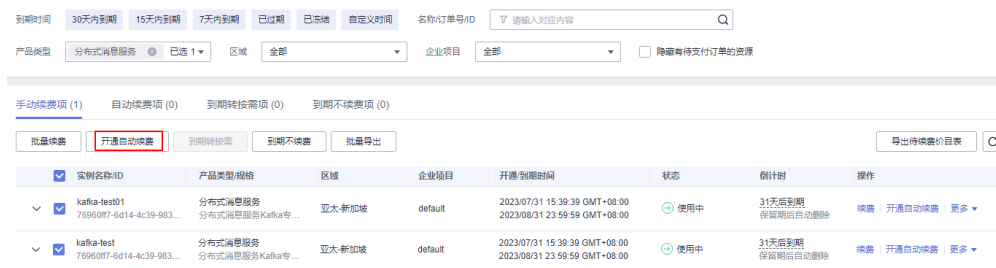 到期时间 30天内到期 15天内到期 7天内到期 已过期 已冻结 自定义时间 名称/订单号/ID 请输入对应内容
产品类型 分布式消息服务 已选 1 区域 全部 企业项目 全部 隐藏有待支付订单的资源
手动续费项 (1) 自动续费项 (0) 到期转按需项 (0) 到期不续费项 (0)
批量续费 开通自动续费 到期转按需 到期不续费 批量导出 导出待续费价目表
实例名称/ID 产品类型/规格 区域 企业项目 开通/到期时间 状态 倒计时 操作
kafka-test01 分布式消息服务 2023/07/31 15:39:39 GMT+08:00 31天后到期
亚太-新加坡 default 使用中 续费 开通自动续费 更多
76960ff7-6d14-4c39-983... 分布式消息服务Kafka专... 2023/08/31 23:59:59 GMT+08:00 保留期后自动删除
kafka-test 分布式消息服务 2023/07/31 15:39:39 GMT+08:00 31天后到期
亚太-新加坡 default 使用中 续费 开通自动续费 更多
76960ff7-6d14-4c39-983... 分布式消息服务Kafka专... 2023/08/31 23:59:59 GMT+08:00 保留期后自动删除